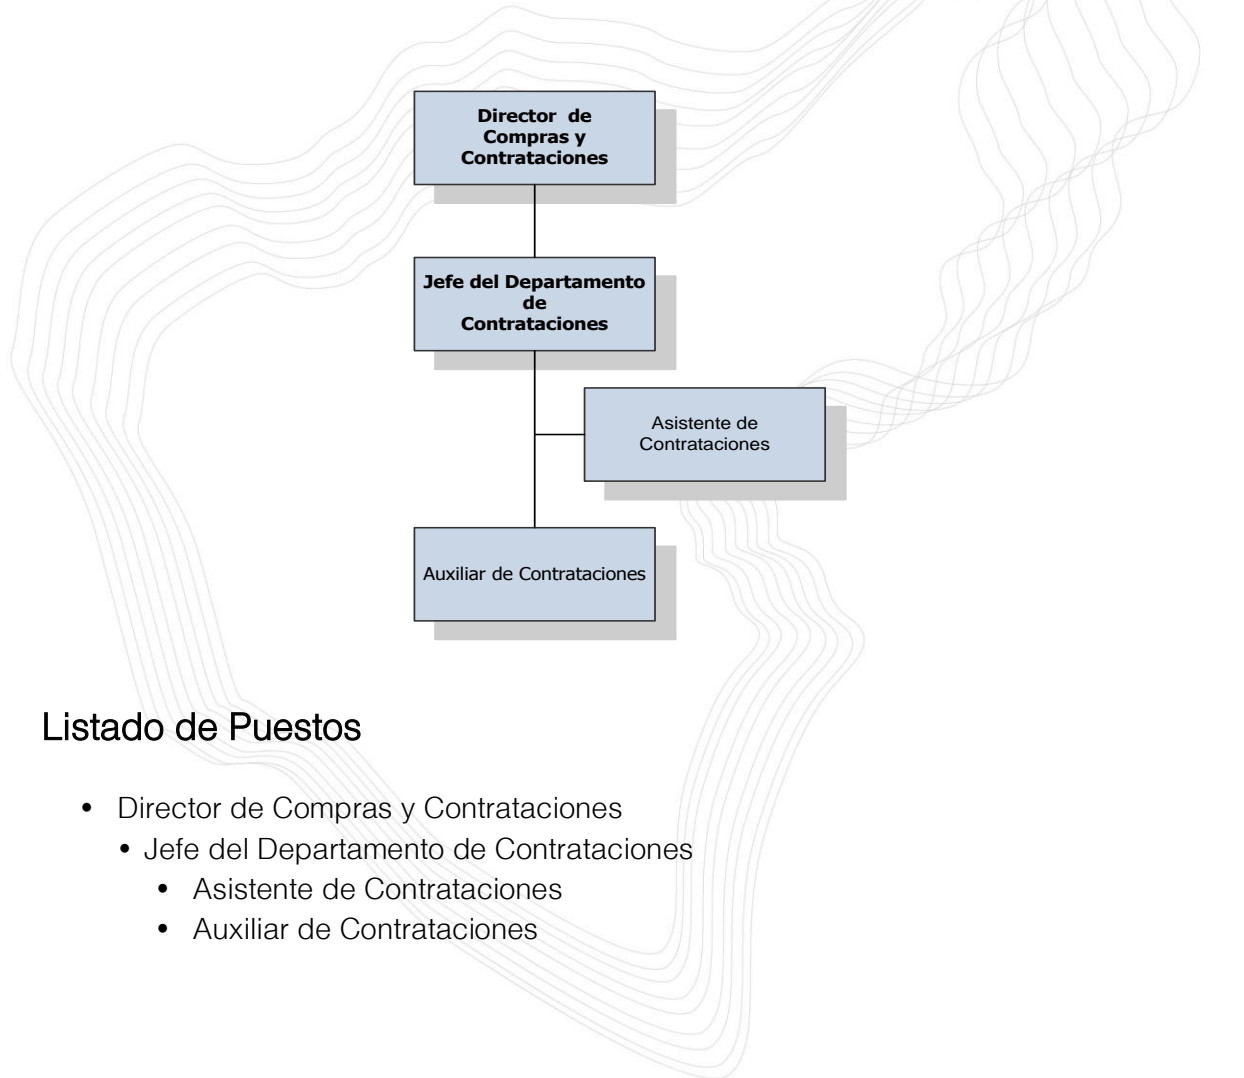 Director de
Compras y
Contrataciones
Jefe del Departamento
de
Contrataciones
Asistente de
Contrataciones
Auxiliar de Contrataciones
Listado de Puestos
• Director de Compras y Contrataciones
• Jefe del Departamento de Contrataciones
• Asistente de Contrataciones
• Auxiliar de Contrataciones